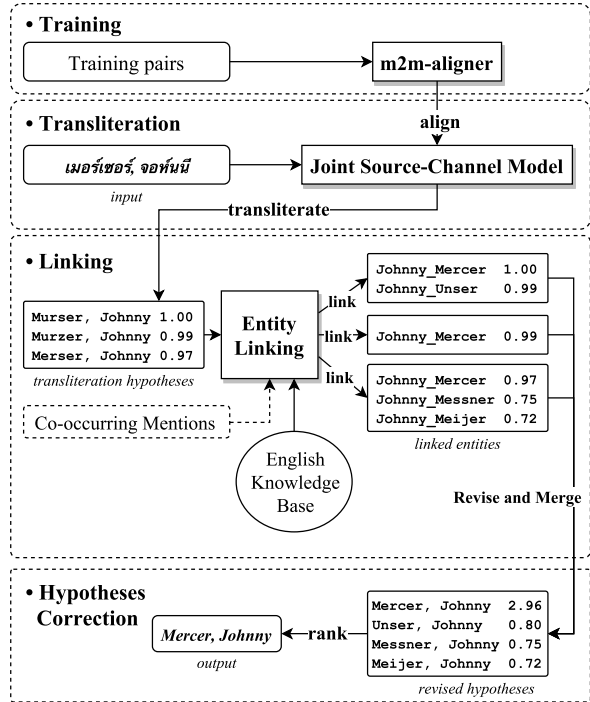 • Training
Training pairs
m2m-aligner
align
• Transliteration
เมอร์เซอร์, จอห์นนี
input
Joint Source-Channel Model
transliterate
• Linking
Murser, Johnny 1.00
Murzer, Johnny 0.99
Merser, Johnny 0.97
transliteration hypotheses
Co-occurring Mentions
Entity
Linking
English
Knowledge
Base
link
link
link
Johnny_Mercer 1.00
Johnny_Unser 0.99
Johnny_Mercer 0.99
Johnny_Mercer 0.97
Johnny_Messner 0.75
Johnny_Meijer 0.72
linked entities
Revise and Merge
• Hypotheses
Correction
Mercer, Johnny
output
rank
Mercer, Johnny 2.96
Unser, Johnny 0.80
Messner, Johnny 0.75
Meijer, Johnny 0.72
revised hypotheses